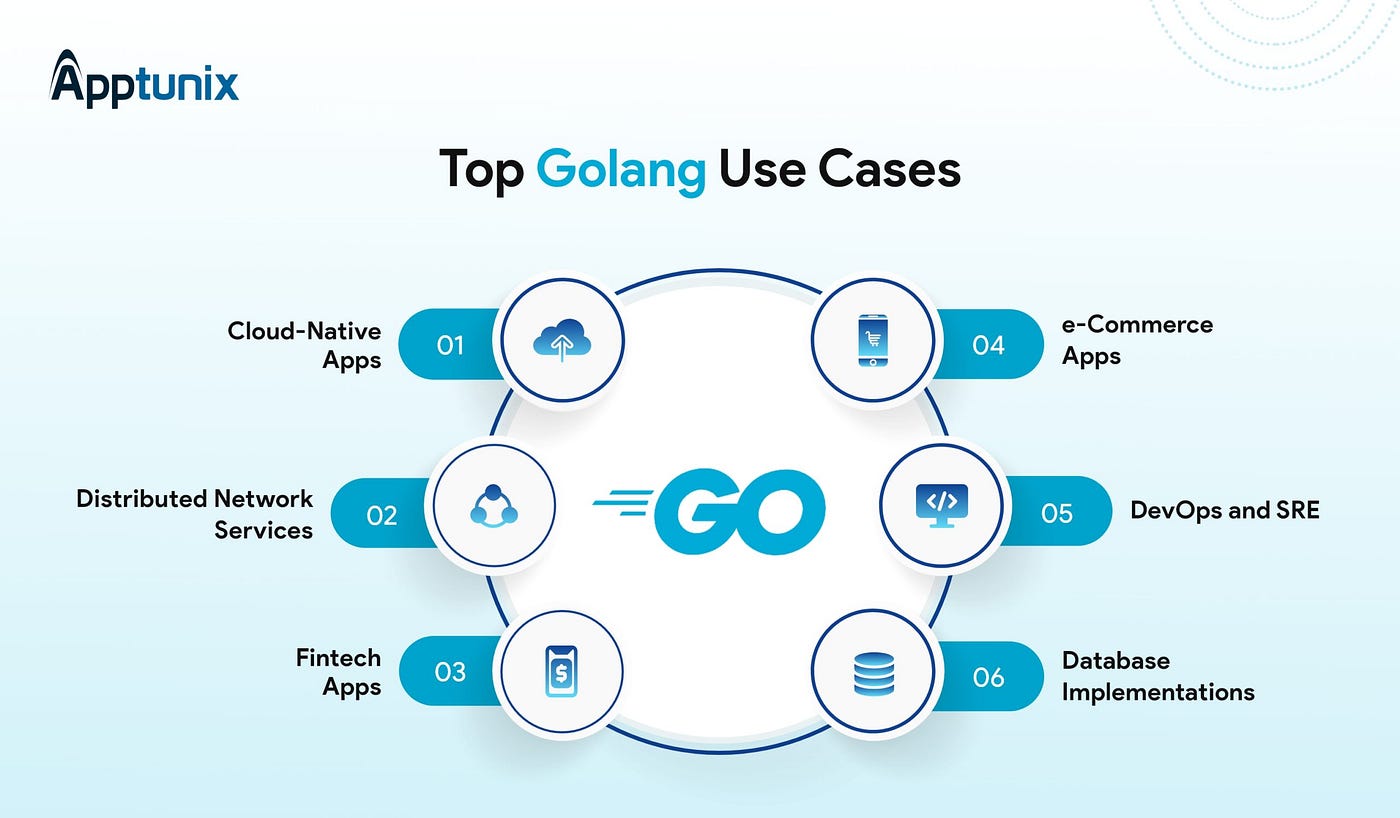 Apptunix
Top Golang Use Cases
Cloud-Native
Apps
01
Distributed Network
Services
02
Fintech
Apps
03
GO
04
e-Commerce
Apps
05
DevOps and SRE
06
Database
Implementations